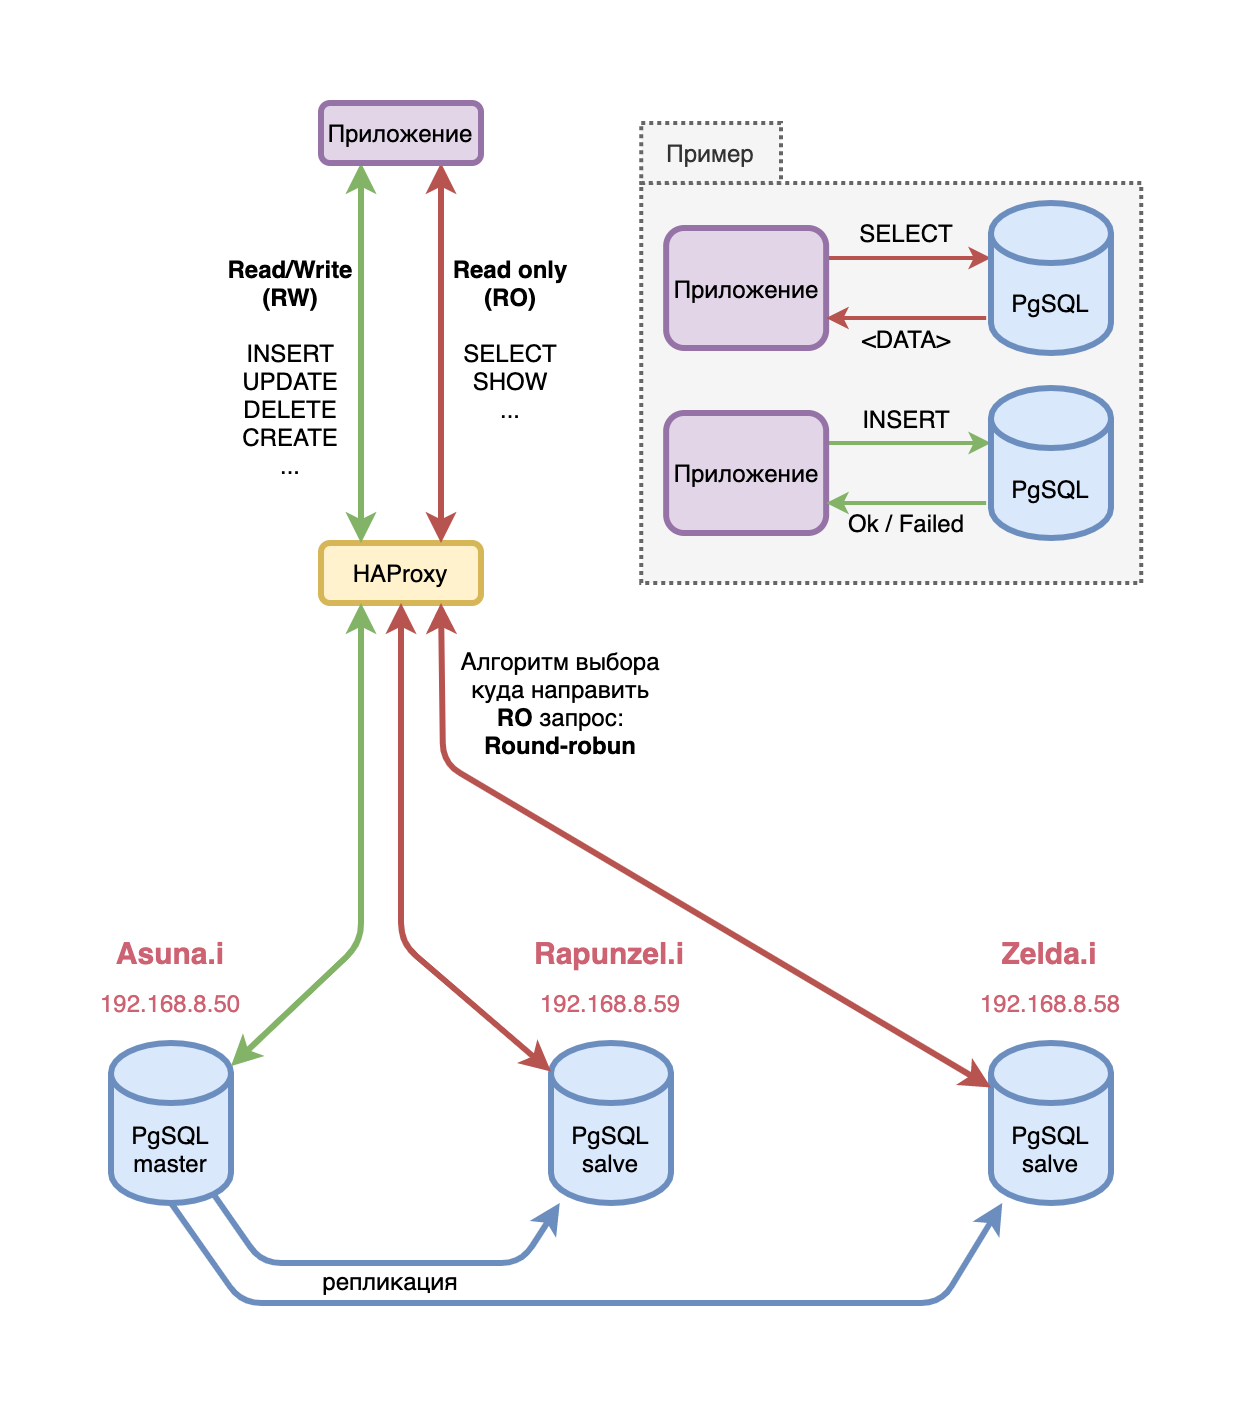 Приложение
Read/Write
(RW)
INSERT
UPDATE
DELETE
CREATE
...
Read only
(RO)
SELECT
SHOW
...
Пример
Приложение
SELECT
<DATA>
PgSQL
Приложение
INSERT
Ok / Failed
PgSQL
HAProxy
Алгоритм выбора
куда направить
RO запрос:
Round-robun
Asuna.i
192.168.8.50
PgSQL
master
Rapunzel.i
192.168.8.59
PgSQL
salve
Zelda.i
192.168.8.58
PgSQL
salve
репликация